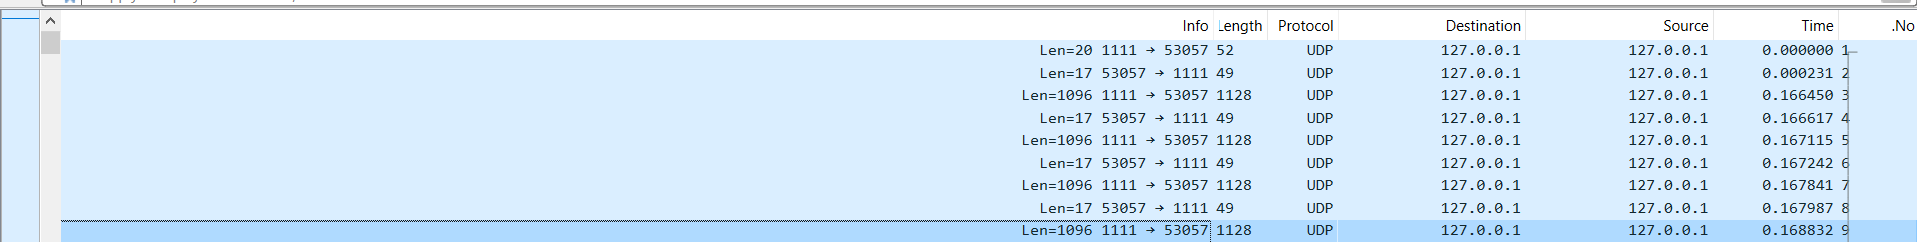 Info Length Protocol Destination Source Time .No
Len=20 1111 → 53057 52 UDP 127.0.0.1 127.0.0.1 0.000000 1
Len=17 53057 → 1111 49 UDP 127.0.0.1 127.0.0.1 0.000231 2
Len=1096 1111 → 53057 1128 UDP 127.0.0.1 127.0.0.1 0.166450 3
Len=17 53057 → 1111 49 UDP 127.0.0.1 127.0.0.1 0.166617 4
Len=1096 1111 → 53057 1128 UDP 127.0.0.1 127.0.0.1 0.167115 5
Len=17 53057 → 1111 49 UDP 127.0.0.1 127.0.0.1 0.167242 6
Len=1096 1111 → 53057 1128 UDP 127.0.0.1 127.0.0.1 0.167841 7
Len=17 53057 → 1111 49 UDP 127.0.0.1 127.0.0.1 0.167987 8
Len=1096 1111 → 53057 1128 UDP 127.0.0.1 127.0.0.1 0.168832 9